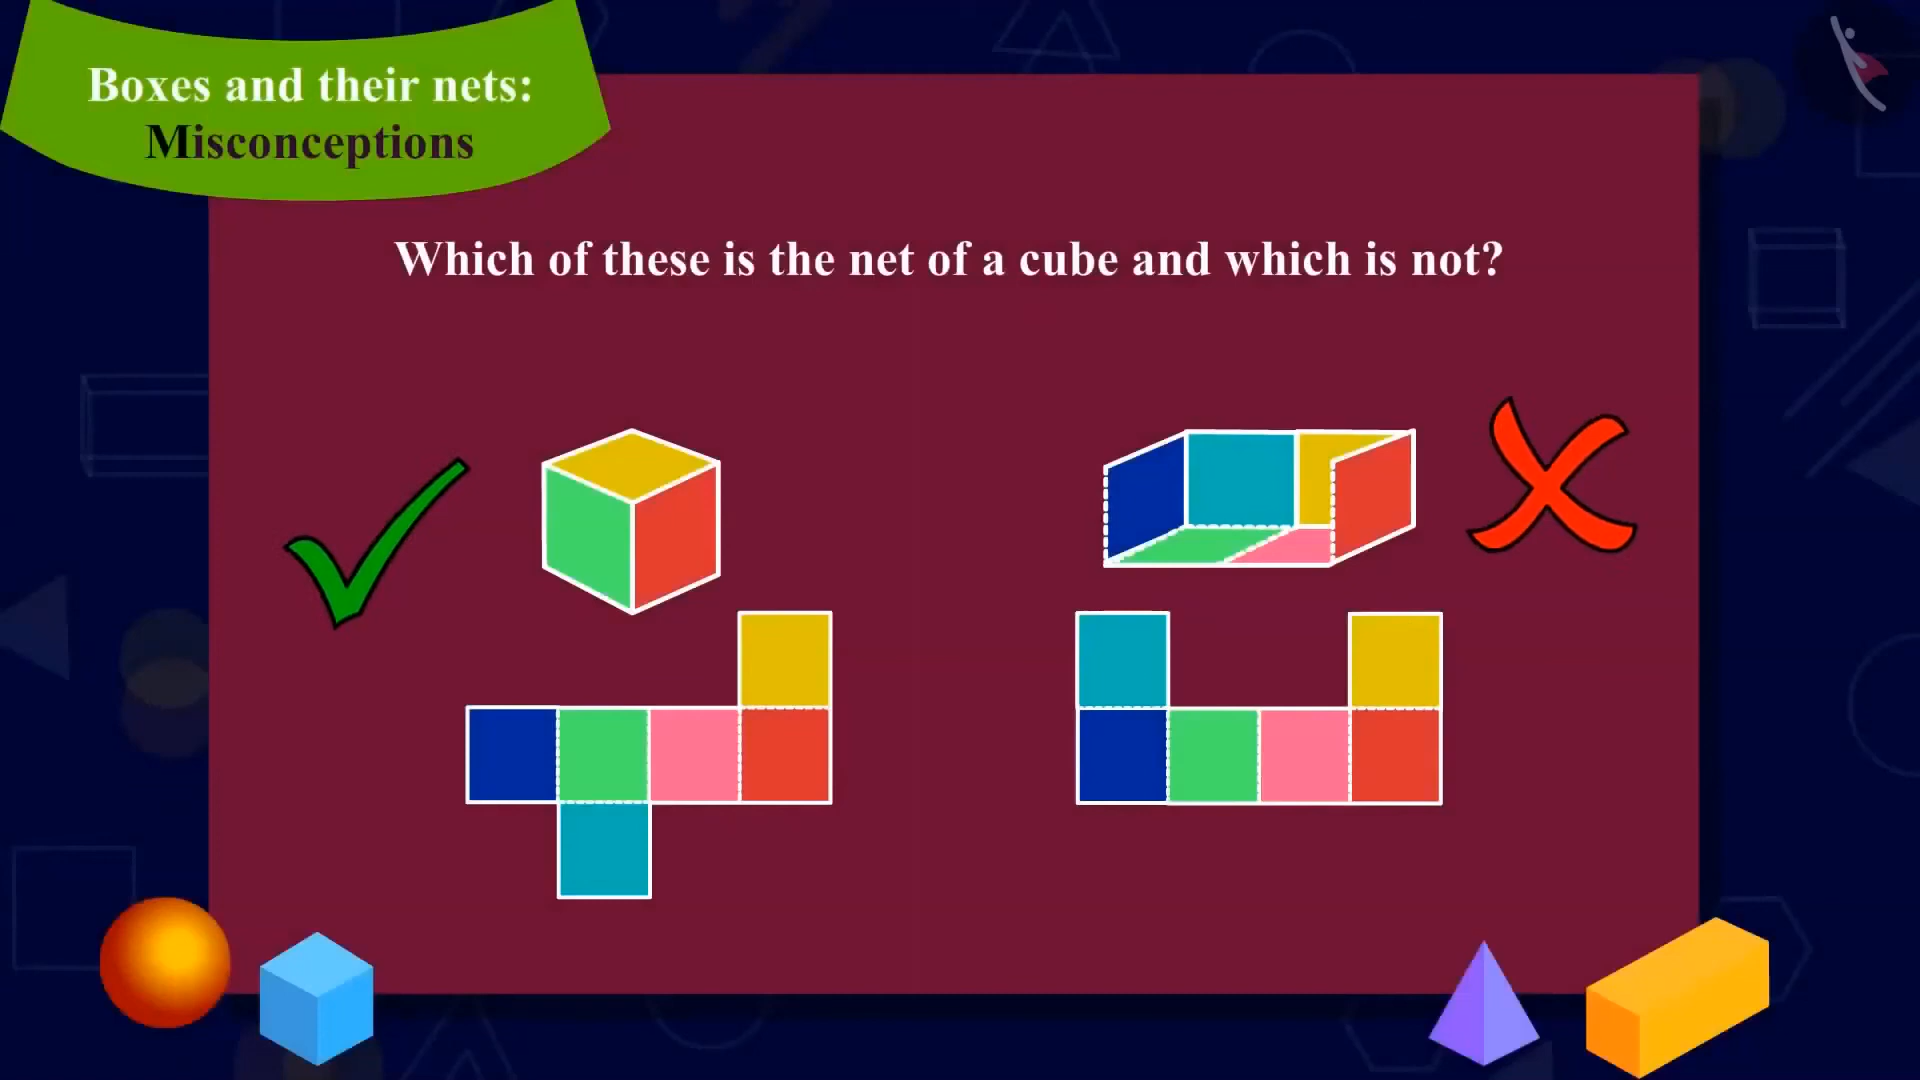 Boxes and their nets:
Misconceptions
Which of these is the net of a cube and which is not?